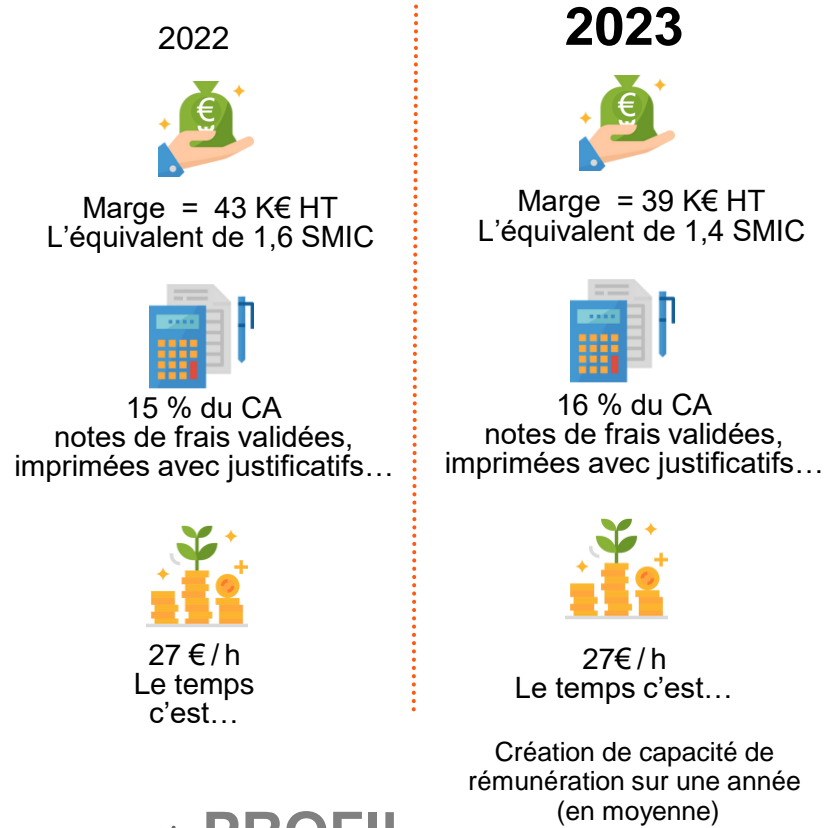 2022
Marge = 43 K€ HT
L’équivalent de 1,6 SMIC
15 % du CA
notes de frais validées,
imprimées avec justificatifs…
27 € / h
Le temps
c’est…
2023
Marge = 39 K€ HT
L’équivalent de 1,4 SMIC
16 % du CA
notes de frais validées,
imprimées avec justificatifs…
27€ / h
Le temps c’est…
Création de capacité de
rémunération sur une année
(en moyenne)